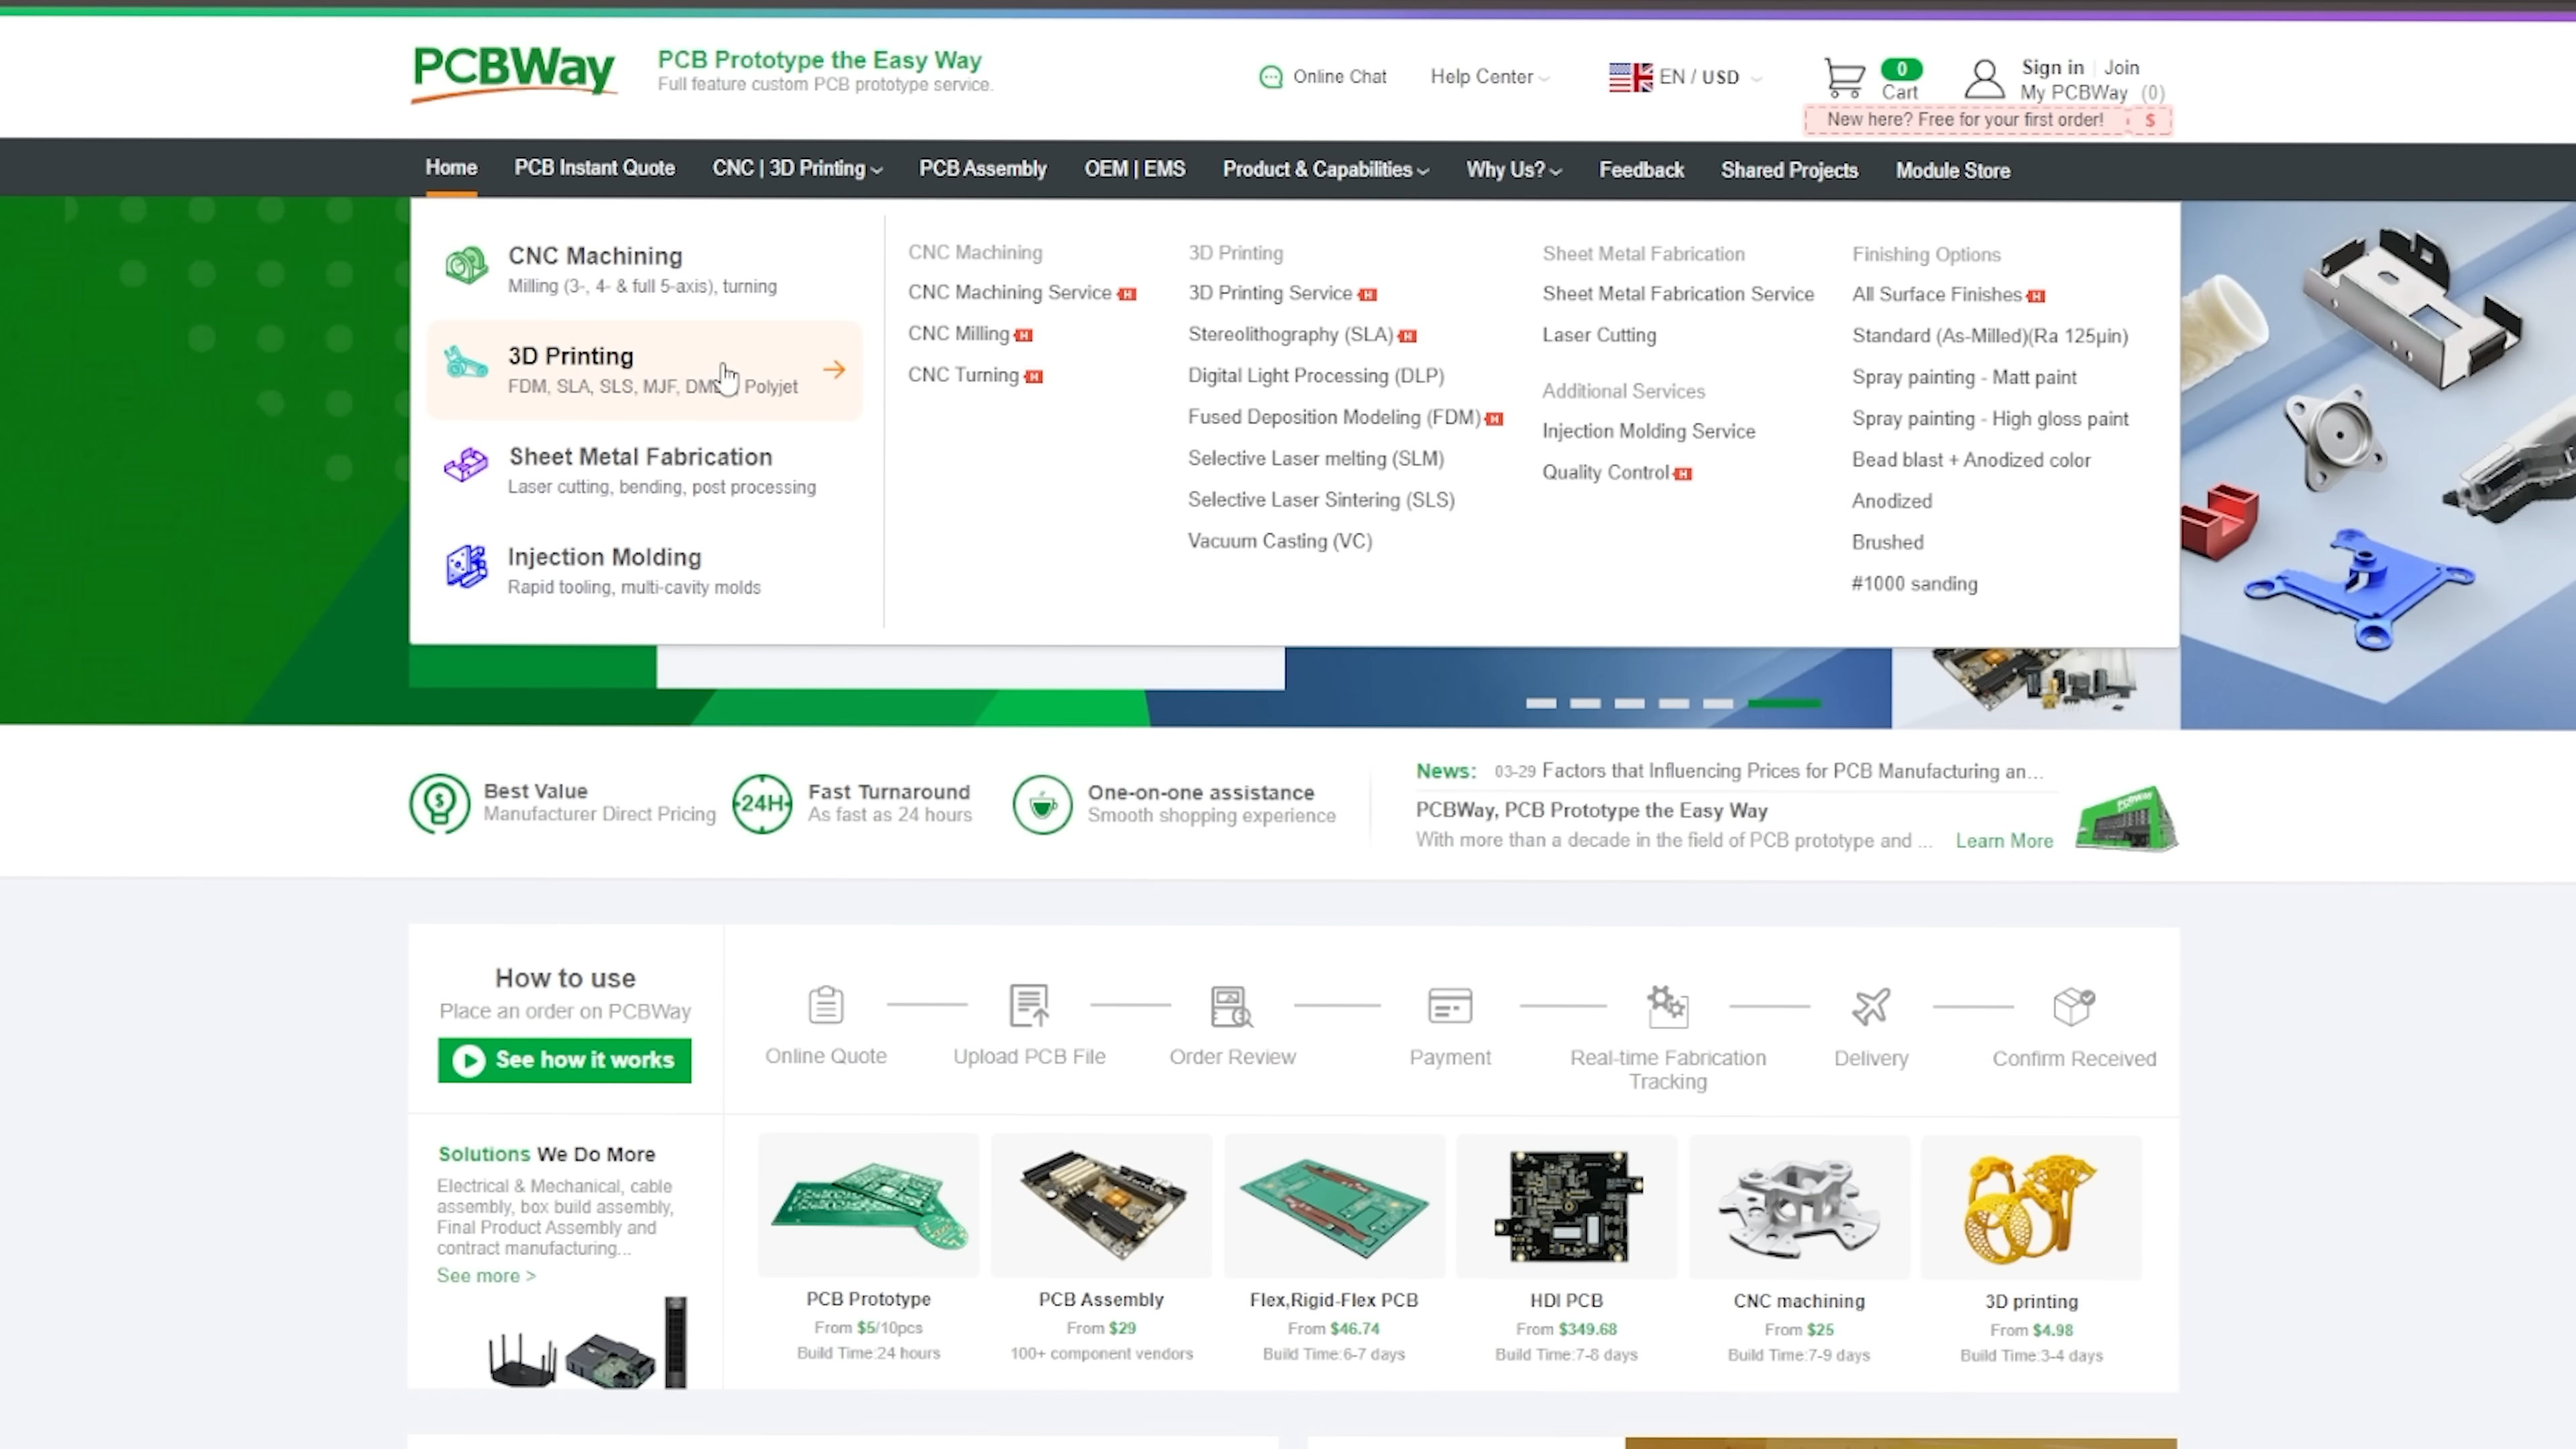 PCBWay
PCB Prototype the Easy Way
Full feature custom PCB prototype service.
Online Chat
Help Center
EN / USD
0
Cart
Sign in | Join
My PCBWay (0)
New here? Free for your first order! $
Home
PCB Instant Quote
CNC | 3D Printing
PCB Assembly
OEM | EMS
Product & Capabilities
Why Us?
Feedback
Shared Projects
Module Store
CNC Machining
Milling (3-, 4- & full 5-axis), turning
3D Printing
FDM, SLA, SLS, MJF, Polyjet
Sheet Metal Fabrication
Laser cutting, bending, post processing
Injection Molding
Rapid tooling, multi-cavity molds
CNC Machining
CNC Machining Service H
CNC Milling H
CNC Turning H
3D Printing
3D Printing Service H
Stereolithography (SLA) H
Digital Light Processing (DLP)
Fused Deposition Modeling (FDM) H
Selective Laser melting (SLM)
Selective Laser Sintering (SLS)
Vacuum Casting (VC)
Sheet Metal Fabrication
Sheet Metal Fabrication Service
Laser Cutting
Additional Services
Injection Molding Service
Quality Control H
Finishing Options
All Surface Finishes H
Standard (As-Milled)(Ra 125µin)
Spray painting - Matt paint
Spray painting - High gloss paint
Bead blast + Anodized color
Anodized
Brushed
#1000 sanding
Best Value
Manufacturer Direct Pricing
24H
Fast Turnaround
As fast as 24 hours
One-on-one assistance
Smooth shopping experience
News: 03-29 Factors that Influencing Prices for PCB Manufacturing an...
PCBWay, PCB Prototype the Easy Way
With more than a decade in the field of PCB prototype and ... Learn More
PCBWay
How to use
Place an order on PCBWay
See how it works
Online Quote
Upload PCB File
Order Review
Payment
Real-time Fabrication
Tracking
Delivery
Confirm Received
Solutions We Do More
Electrical & Mechanical, cable
assembly, box build assembly,
Final Product Assembly and
contract manufacturing...
See more >
PCB Prototype
From $5/10pcs
Build Time:24 hours
PCB Assembly
From $29
100+ component vendors
Flex,Rigid-Flex PCB
From $46.74
Build Time:6-7 days
HDI PCB
From $349.68
Build Time:7-8 days
CNC machining
From $25
Build Time:7-9 days
3D printing
From $4.98
Build Time:3-4 days